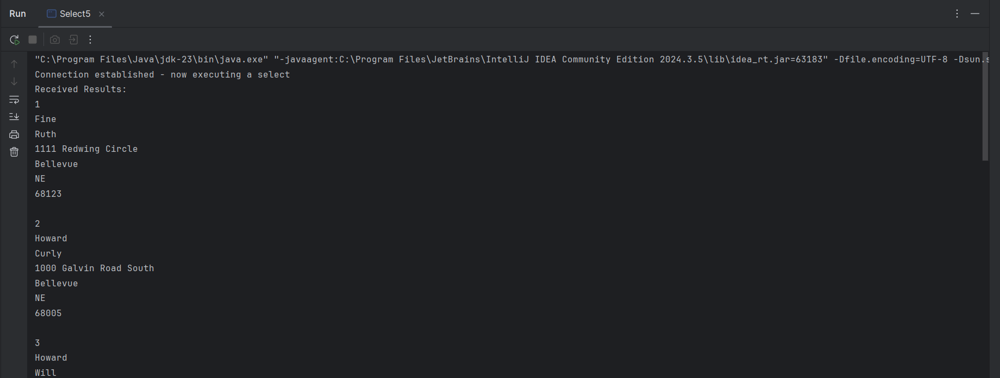 Run
Select5
"C:\Program Files\Java\jdk-23\bin\java.exe" "-javaagent:C:\Program Files\JetBrains\IntelliJ IDEA Community Edition 2024.3.5\lib\idea_rt.jar=63183" -Dfile.encoding=UTF-8 -Dsun.s
Connection established - now executing a select
Received Results:
1
Fine
Ruth
1111 Redwing Circle
Bellevue
NE
68123
2
Howard
Curly
1000 Galvin Road South
Bellevue
NE
68005
3
Howard
Will